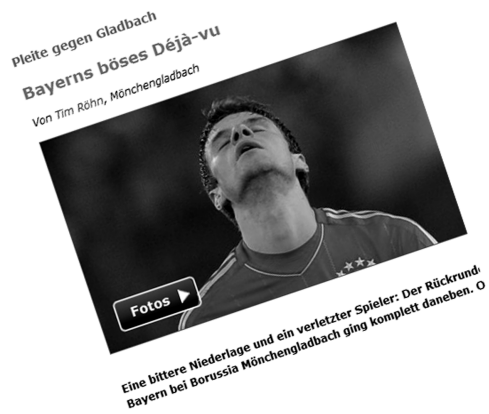 Pleite gegen Gladbach
Bayerns böses Déjà-vu
Von Tim Röhn, Mönchengladbach
Fotos
Eine bittere Niederlage und ein verletzter Spieler: Der Rückrunde
Bayern bei Borussia Mönchengladbach ging komplett daneben. O